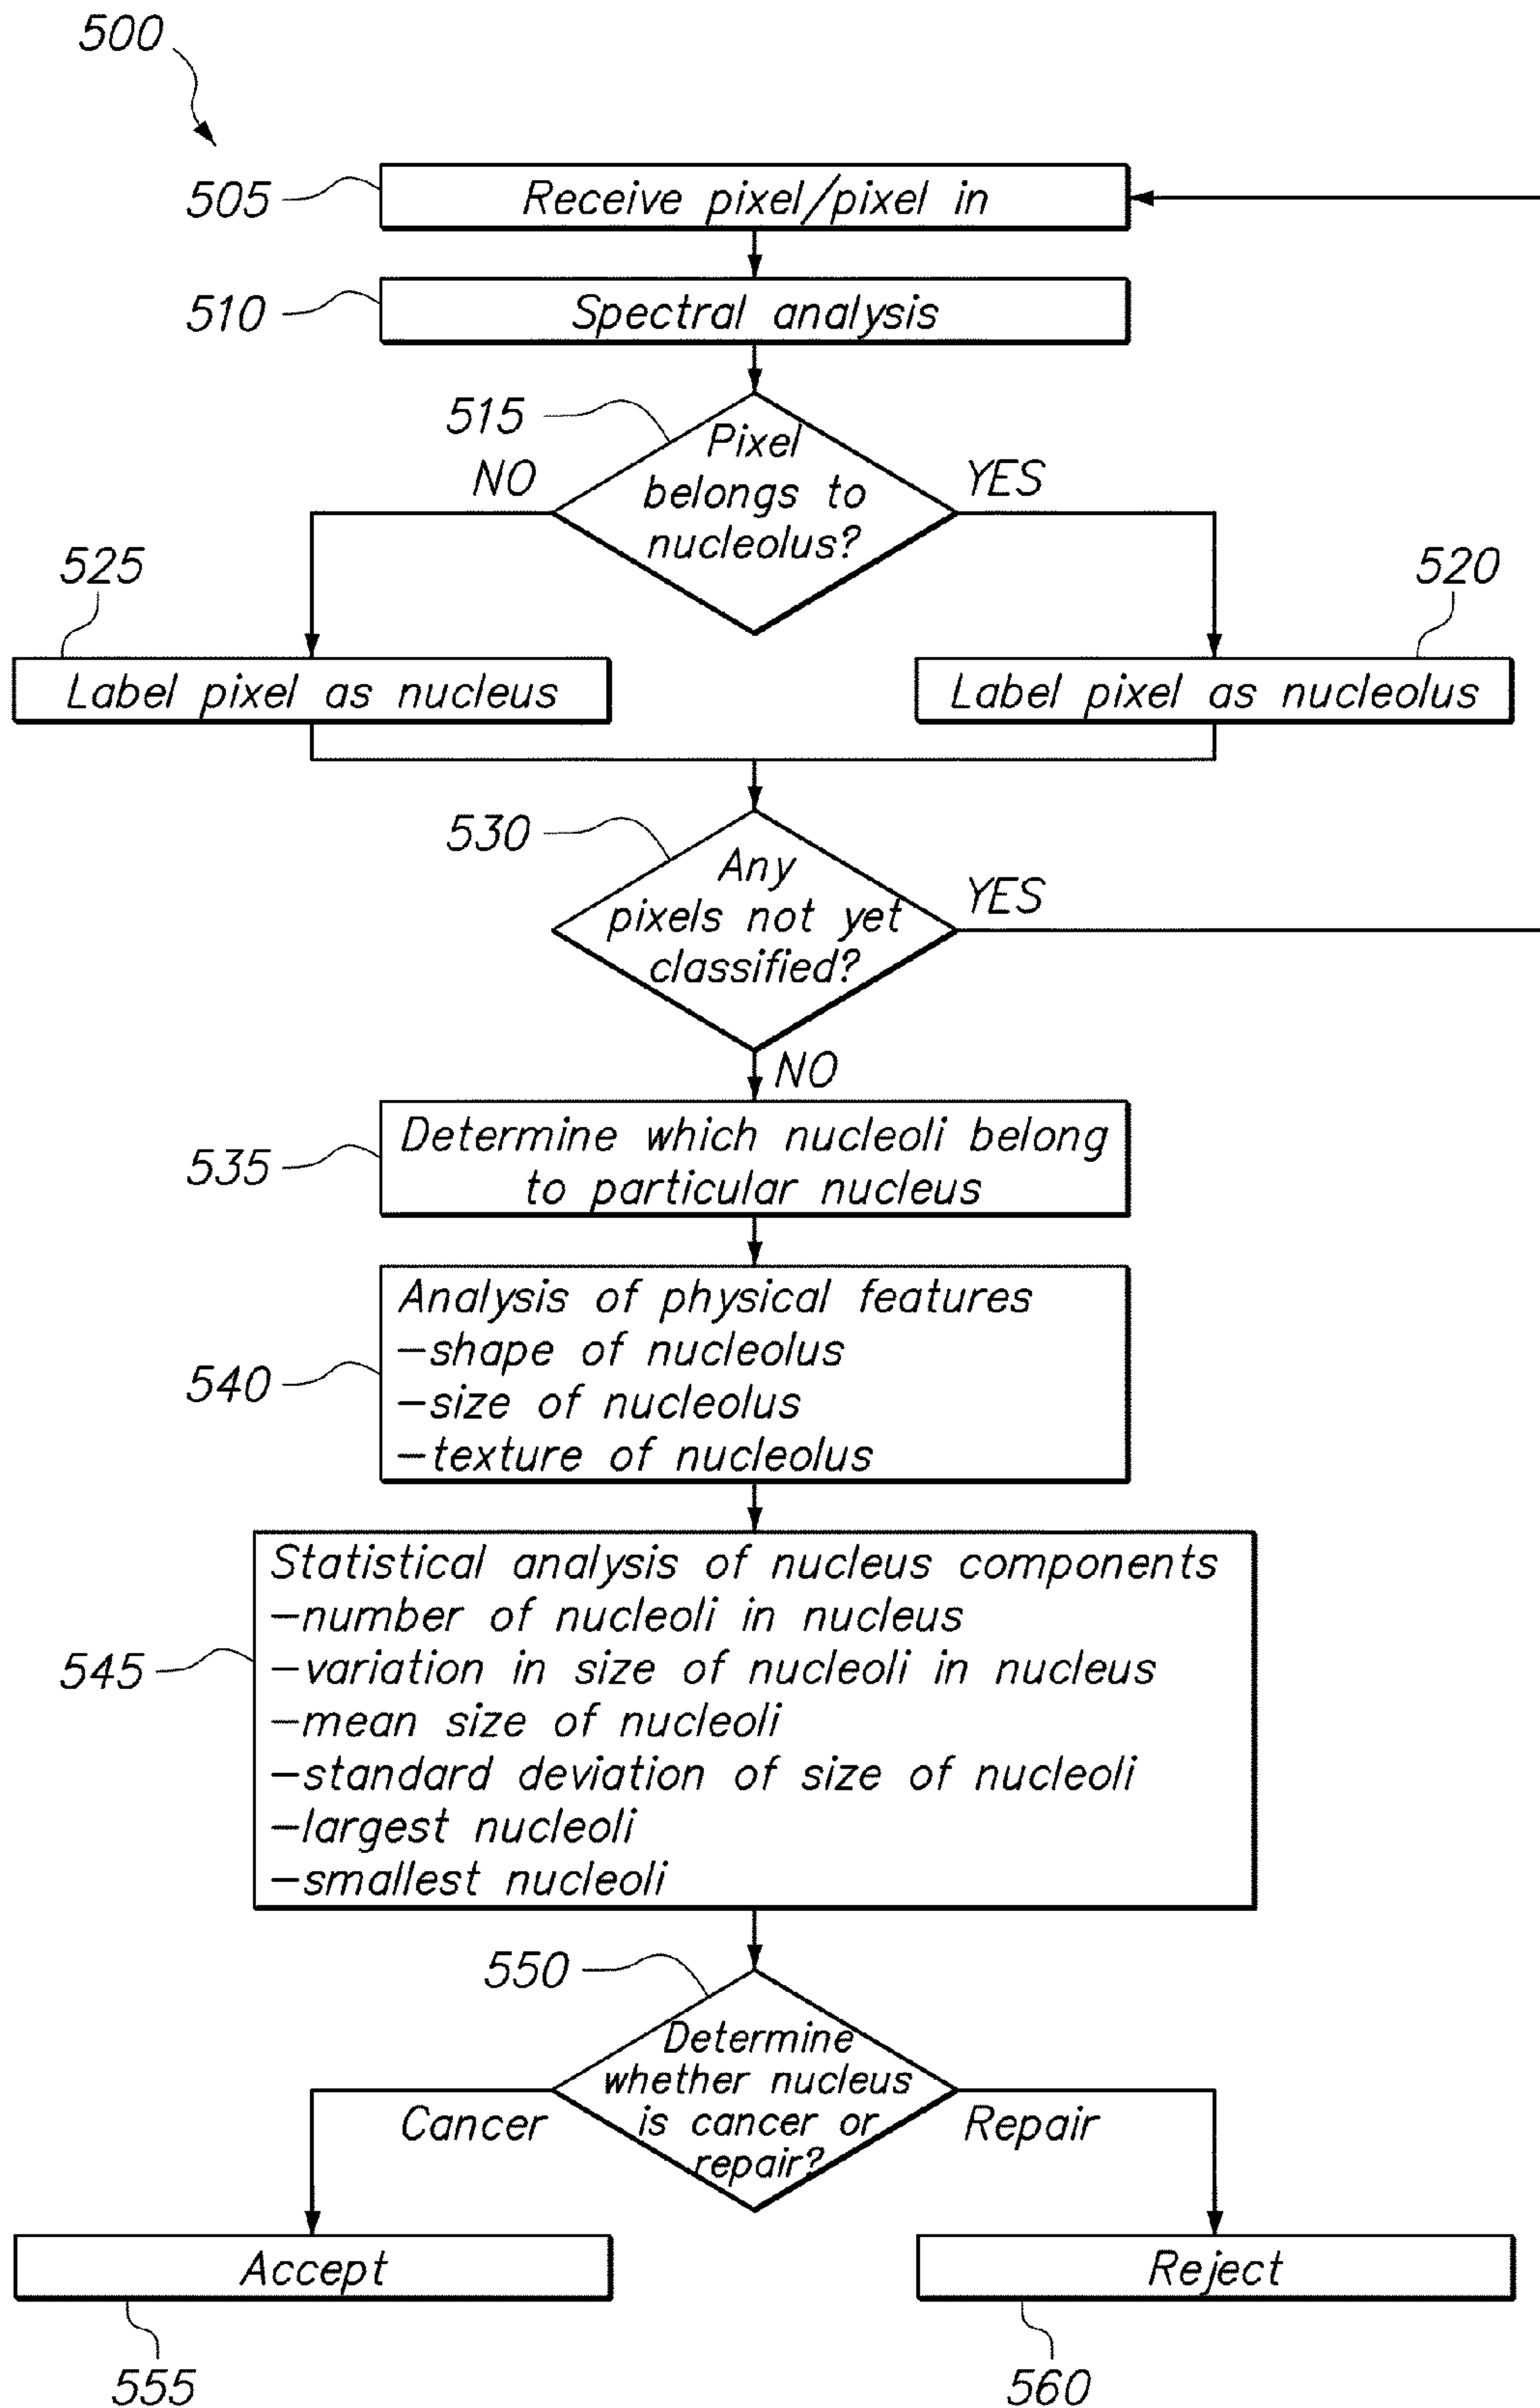 500
505
Receive pixel/pixel in
510
Spectral analysis
515
Pixel
belongs to
nucleolus?
NO
YES
525
520
Label pixel as nucleus
Label pixel as nucleolus
530
Any
pixels not yet
classified?
YES
NO
535
Determine which nucleoli belong
to particular nucleus
540
Analysis of physical features
-shape of nucleolus
-size of nucleolus
-texture of nucleolus
545
Statistical analysis of nucleus components
-number of nucleoli in nucleus
-variation in size of nucleoli in nucleus
-mean size of nucleoli
-standard deviation of size of nucleoli
-largest nucleoli
-smallest nucleoli
550
Determine
whether nucleus
is cancer or
repair?
Cancer
Repair
Accept
Reject
555
560